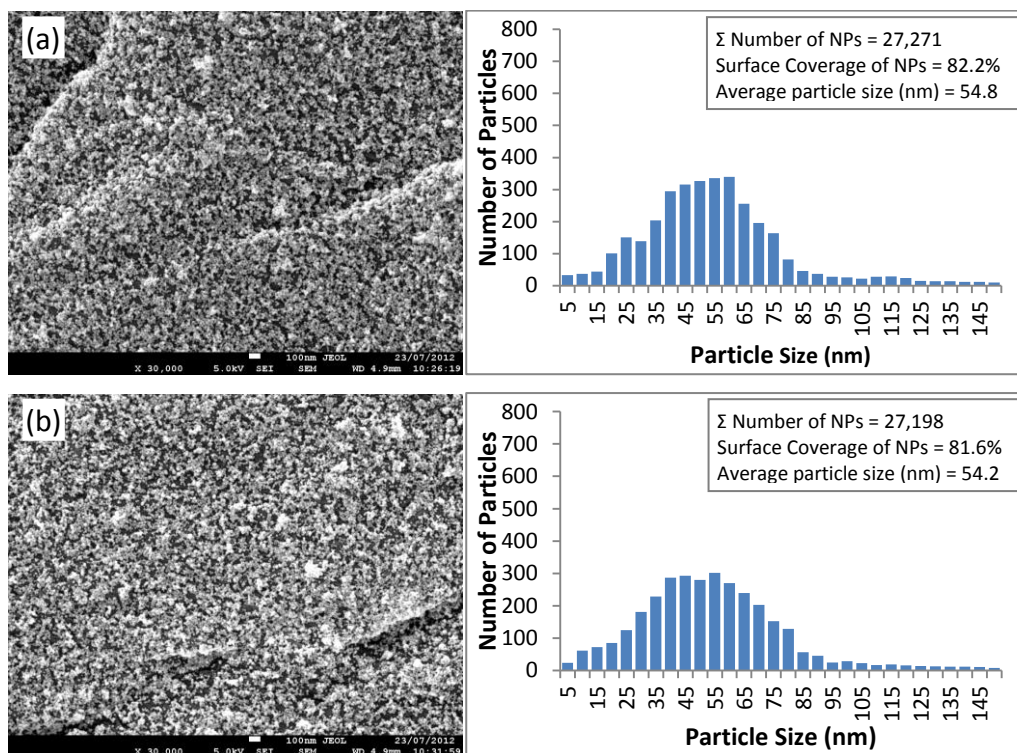 (a)
100nm JEOL 23/07/2012
X 30,000 5.0kV SEI SEM WD 4.9mm 10:26:19
Number of Particles
800
700
600
500
400
300
200
100
0
Σ Number of NPs = 27,271
Surface Coverage of NPs = 82.2%
Average particle size (nm) = 54.8
5 15 25 35 45 55 65 75 85 95 105 115 125 135 145
Particle Size (nm)
(b)
100nm JEOL 23/07/2012
X 30,000 5.0kV SEI SEM WD 4.9mm 10:31:59
Number of Particles
800
700
600
500
400
300
200
100
0
Σ Number of NPs = 27,198
Surface Coverage of NPs = 81.6%
Average particle size (nm) = 54.2
5 15 25 35 45 55 65 75 85 95 105 115 125 135 145
Particle Size (nm)